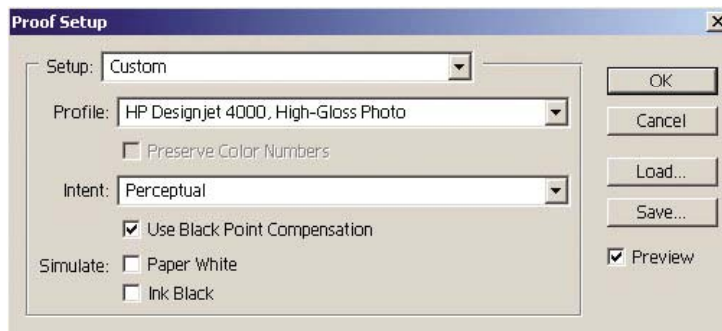 Proof Setup
Setup: Custom
Profile: HP Designjet 4000, High-Gloss Photo
Preserve Color Numbers
Intent: Perceptual
Use Black Point Compensation
Simulate: Paper White
Ink Black
OK
Cancel
Load...
Save...
Preview